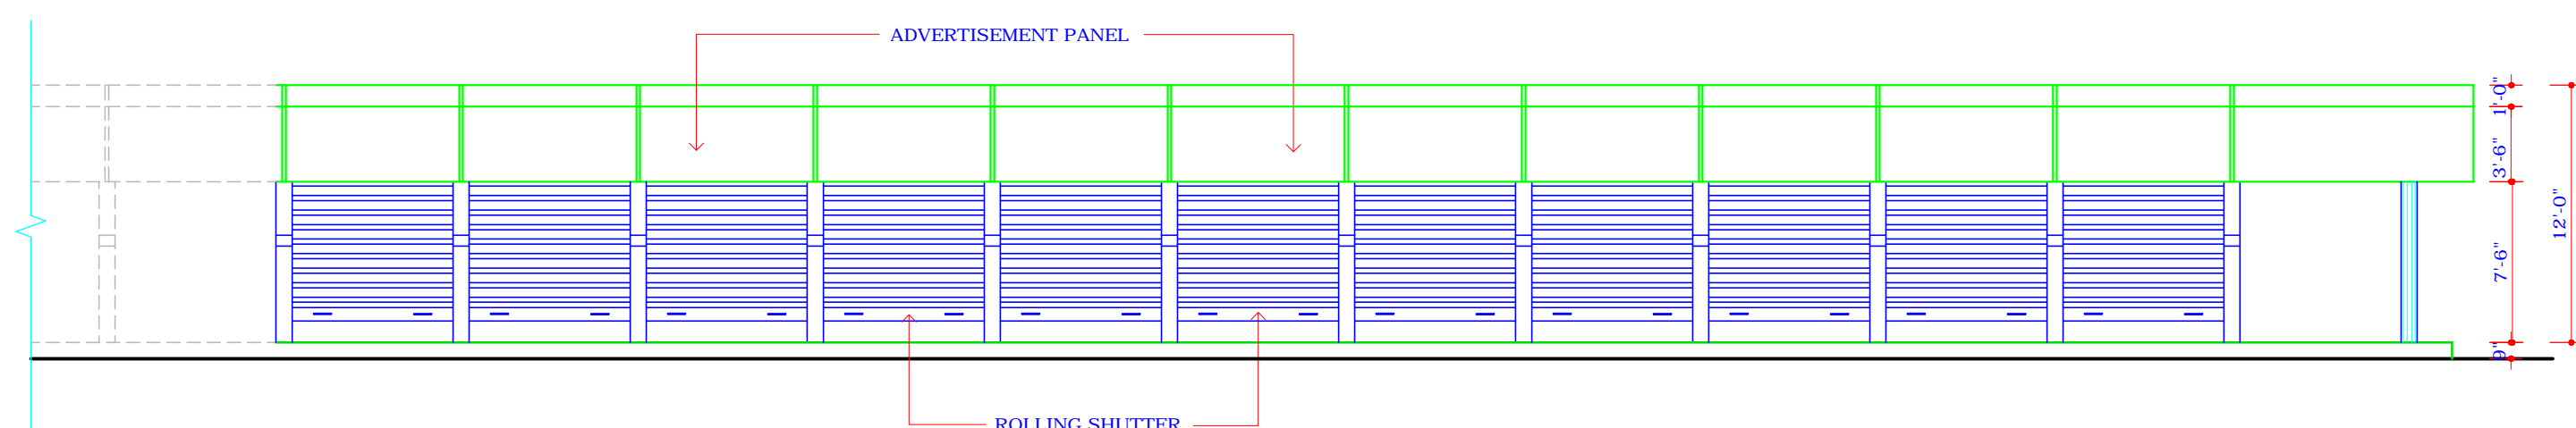 ADVERTISEMENT PANEL
1'-0"
3'-6"
12'-0"
7'-6"
9"
ROLLING SHUTTER